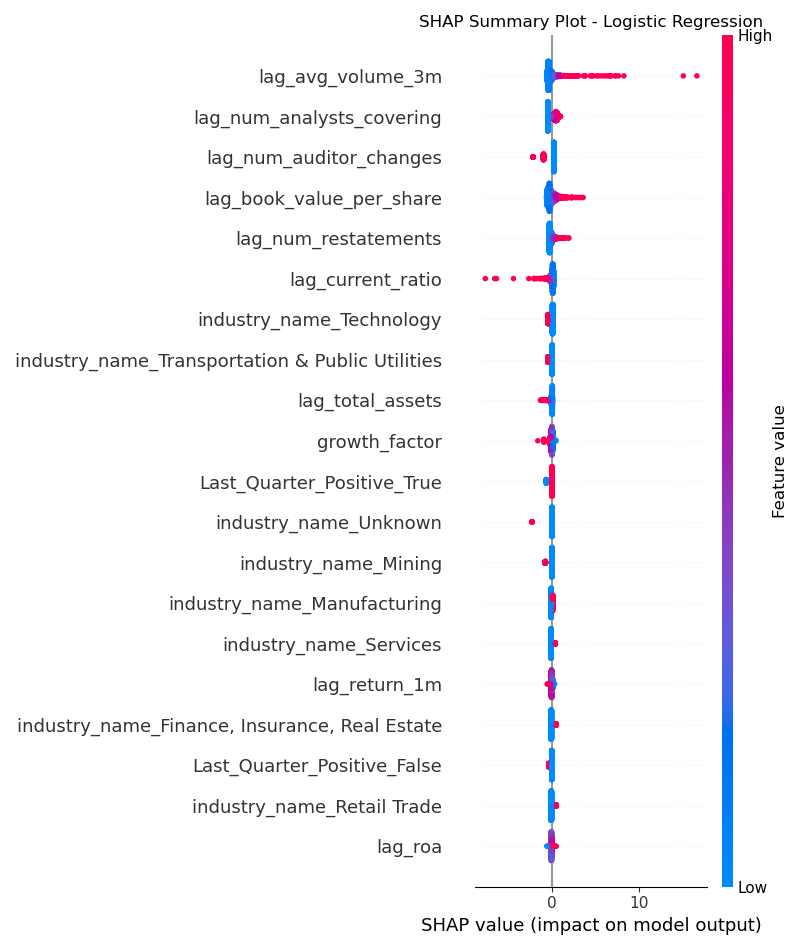 SHAP Summary Plot - Logistic Regression
High
lag_avg_volume_3m
lag_num_analysts_covering
lag_num_auditor_changes
lag_book_value_per_share
lag_num_restatements
lag_current_ratio
industry_name_Technology
industry_name_Transportation & Public Utilities
lag_total_assets
growth_factor
Last_Quarter_Positive_True
industry_name_Unknown
industry_name_Mining
industry_name_Manufacturing
industry_name_Services
lag_return_1m
industry_name_Finance, Insurance, Real Estate
Last_Quarter_Positive_False
industry_name_Retail Trade
lag_roa
Feature value
Low
0 10
SHAP value (impact on model output)